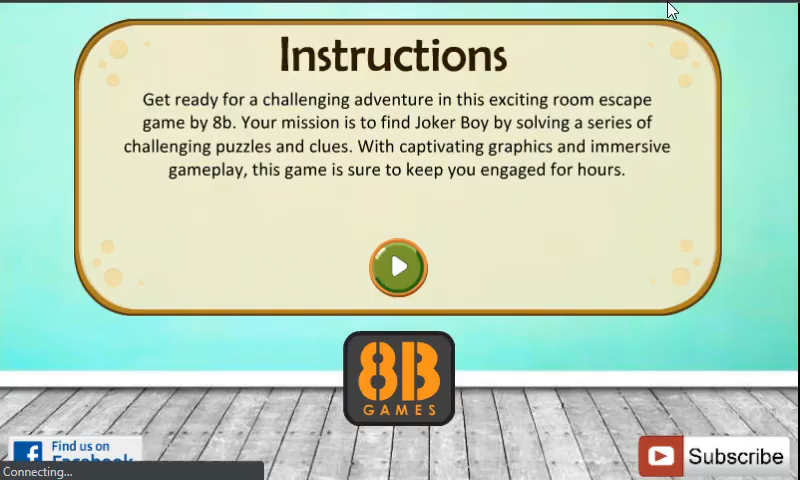 Instructions
Get ready for a challenging adventure in this exciting room escape
game by 8b. Your mission is to find Joker Boy by solving a series of
challenging puzzles and clues. With captivating graphics and immersive
gameplay, this game is sure to keep you engaged for hours.
8B
GAMES
Find us on
Facebook
Subscribe
Connecting...